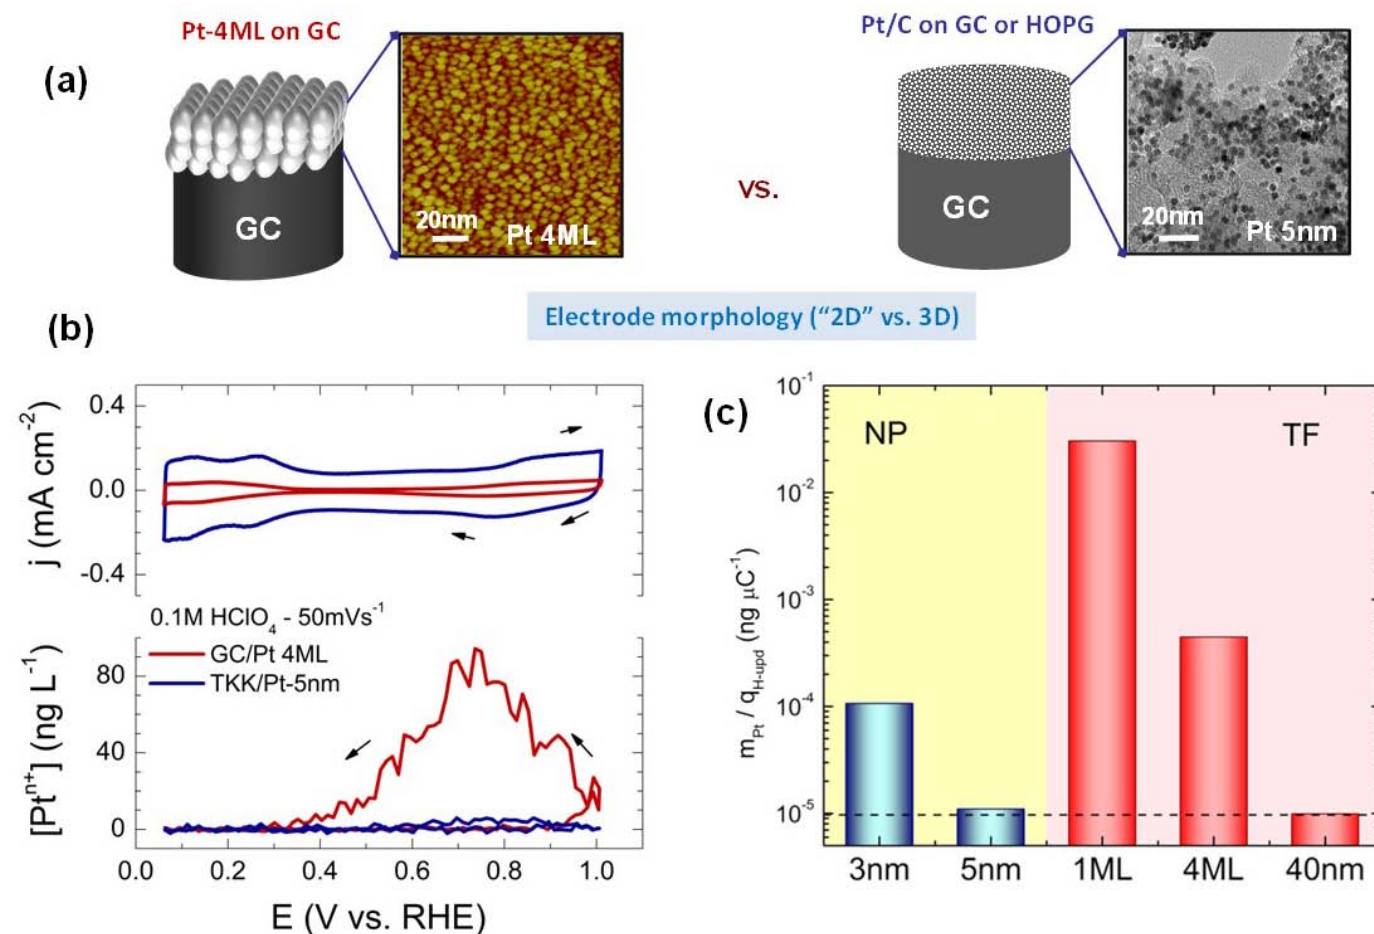 Pt-4ML on GC
Pt/C on GC or HOPG
(a)
GC
20nm
Pt 4ML
vs.
GC
20nm
Pt 5nm
Electrode morphology (“2D” vs. 3D)
(b)
j (mA cm⁻²)
0.4
0.0
-0.4
0.1M HClO₄ - 50mVs⁻¹
GC/Pt 4ML
TKK/Pt-5nm
[Ptⁿ⁺] (ng L⁻¹)
80
40
0
0.0 0.2 0.4 0.6 0.8 1.0
E (V vs. RHE)
(c)
m_Pt / q_H-upd (ng μC⁻¹)
10⁻¹
10⁻²
10⁻³
10⁻⁴
10⁻⁵
NP TF
3nm 5nm 1ML 4ML 40nm